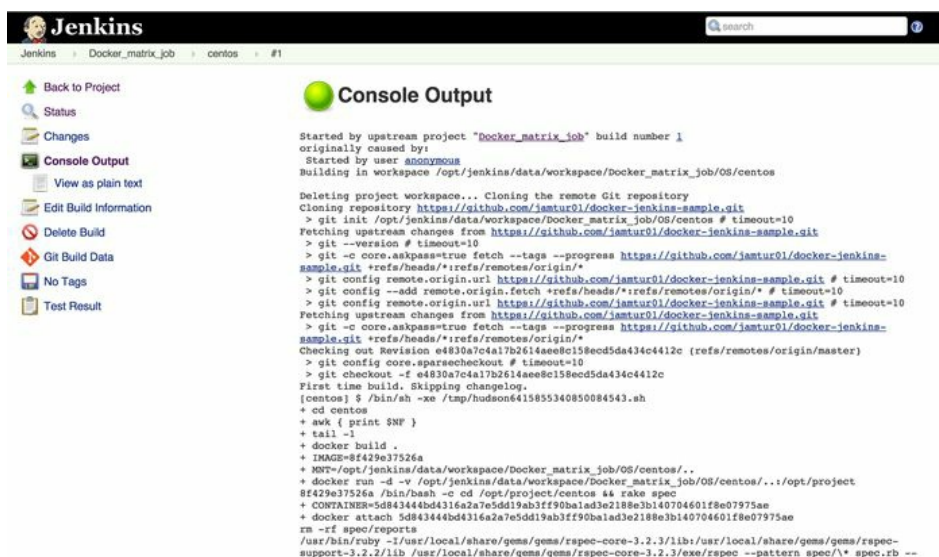 Jenkins
search
Jenkins › Docker_matrix_job › centos › #1
Back to Project
Status
Changes
Console Output
View as plain text
Edit Build Information
Delete Build
Git Build Data
No Tags
Test Result
Console Output
Started by upstream project "Docker_matrix_job" build number 1
originally caused by:
Started by user anonymous
Building in workspace /opt/jenkins/data/workspace/Docker_matrix_job/OS/centos
Deleting project workspace... Cloning the remote Git repository
Cloning repository https://github.com/jamtur01/docker-jenkins-sample.git
> git init /opt/jenkins/data/workspace/Docker_matrix_job/OS/centos # timeout=10
Fetching upstream changes from https://github.com/jamtur01/docker-jenkins-sample.git
> git --version # timeout=10
> git -c core.askpass=true fetch --tags --progress https://github.com/jamtur01/docker-jenkins-
sample.git +refs/heads/*:refs/remotes/origin/*
> git config remote.origin.url https://github.com/jamtur01/docker-jenkins-sample.git # timeout=10
> git config --add remote.origin.fetch +refs/heads/*:refs/remotes/origin/* # timeout=10
> git config remote.origin.url https://github.com/jamtur01/docker-jenkins-sample.git # timeout=10
Fetching upstream changes from https://github.com/jamtur01/docker-jenkins-sample.git
> git -c core.askpass=true fetch --tags --progress https://github.com/jamtur01/docker-jenkins-
sample.git +refs/heads/*:refs/remotes/origin/*
Checking out Revision e4830a7c4a17b2614aee8c158ecd5da434c4412c (refs/remotes/origin/master)
> git config core.sparsecheckout # timeout=10
> git checkout -f e4830a7c4a17b2614aee8c158ecd5da434c4412c
First time build. Skipping changelog.
[centos] $ /bin/sh -xe /tmp/hudson6415855340850084543.sh
+ cd centos
+ awk { print $NF }
+ tail -1
+ docker build .
+ IMAGE=8f429e37526a
+ MNT=/opt/jenkins/data/workspace/Docker_matrix_job/OS/centos/..
+ docker run -d -v /opt/jenkins/data/workspace/Docker_matrix_job/OS/centos/..:/opt/project
8f429e37526a /bin/bash -c cd /opt/project/centos && rake spec
+ CONTAINER=5d843444bd4316a2a7e5dd19ab3ff90ba1ad3e2188e3b140704601f8e07975ae
+ docker attach 5d843444bd4316a2a7e5dd19ab3ff90ba1ad3e2188e3b140704601f8e07975ae
rm -rf spec/reports
/usr/bin/ruby -I/usr/local/share/gems/gems/rspec-core-3.2.3/lib:/usr/local/share/gems/gems/rspec-
support-3.2.2/lib /usr/local/share/gems/gems/rspec-core-3.2.3/exe/rspec --pattern spec/\*_spec.rb --